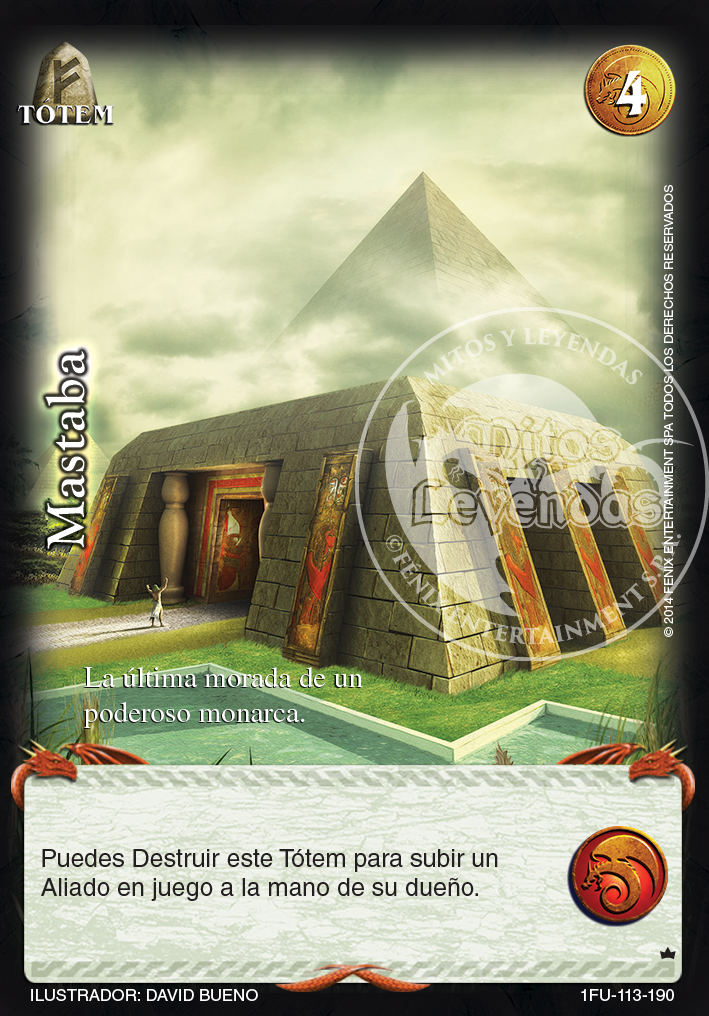 TÓTEM
4
Mastaba
© 2014 FENIX ENTERTAINMENT SPA TODOS LOS DERECHOS RESERVADOS
MITOS Y LEYENDAS
Mitos
Leyendas
© FENIX ENTERTAINMENT S.P.A.
La última morada de un
poderoso monarca.
Puedes Destruir este Tótem para subir un
Aliado en juego a la mano de su dueño.
ILUSTRADOR: DAVID BUENO
1FU-113-190